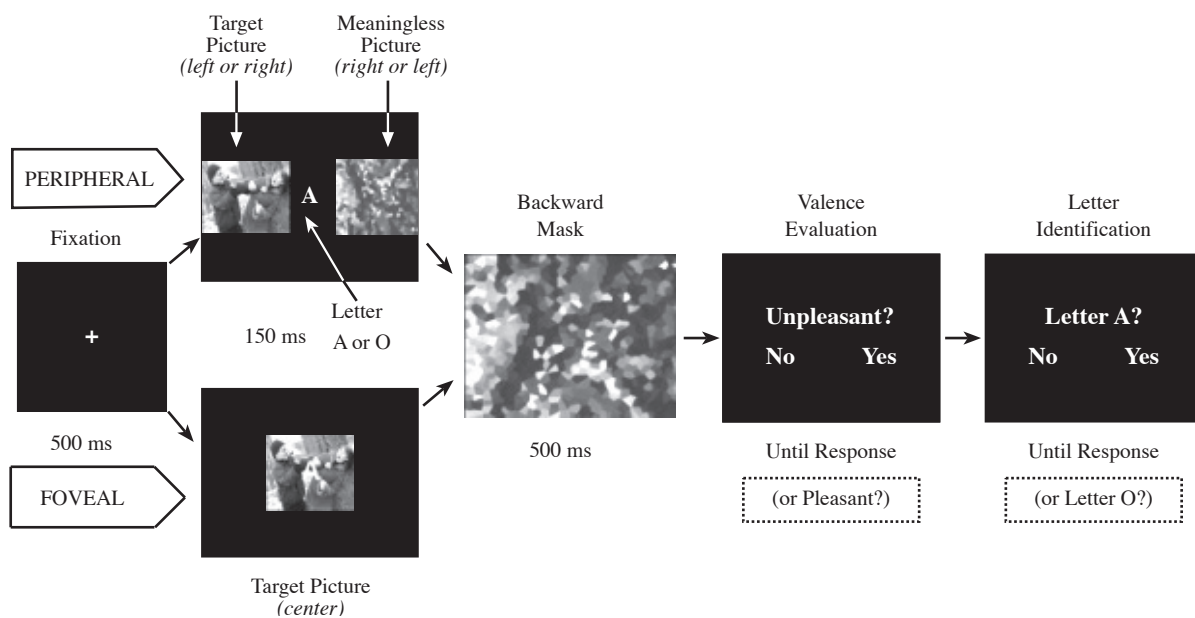 Target
Picture
(left or right)
Meaningless
Picture
(right or left)
PERIPHERAL
A
Fixation
+
500 ms
150 ms
Letter
A or O
FOVEAL
Target Picture
(center)
Backward
Mask
500 ms
Valence
Evaluation
Unpleasant?
No Yes
Until Response
(or Pleasant?)
Letter
Identification
Letter A?
No Yes
Until Response
(or Letter O?)